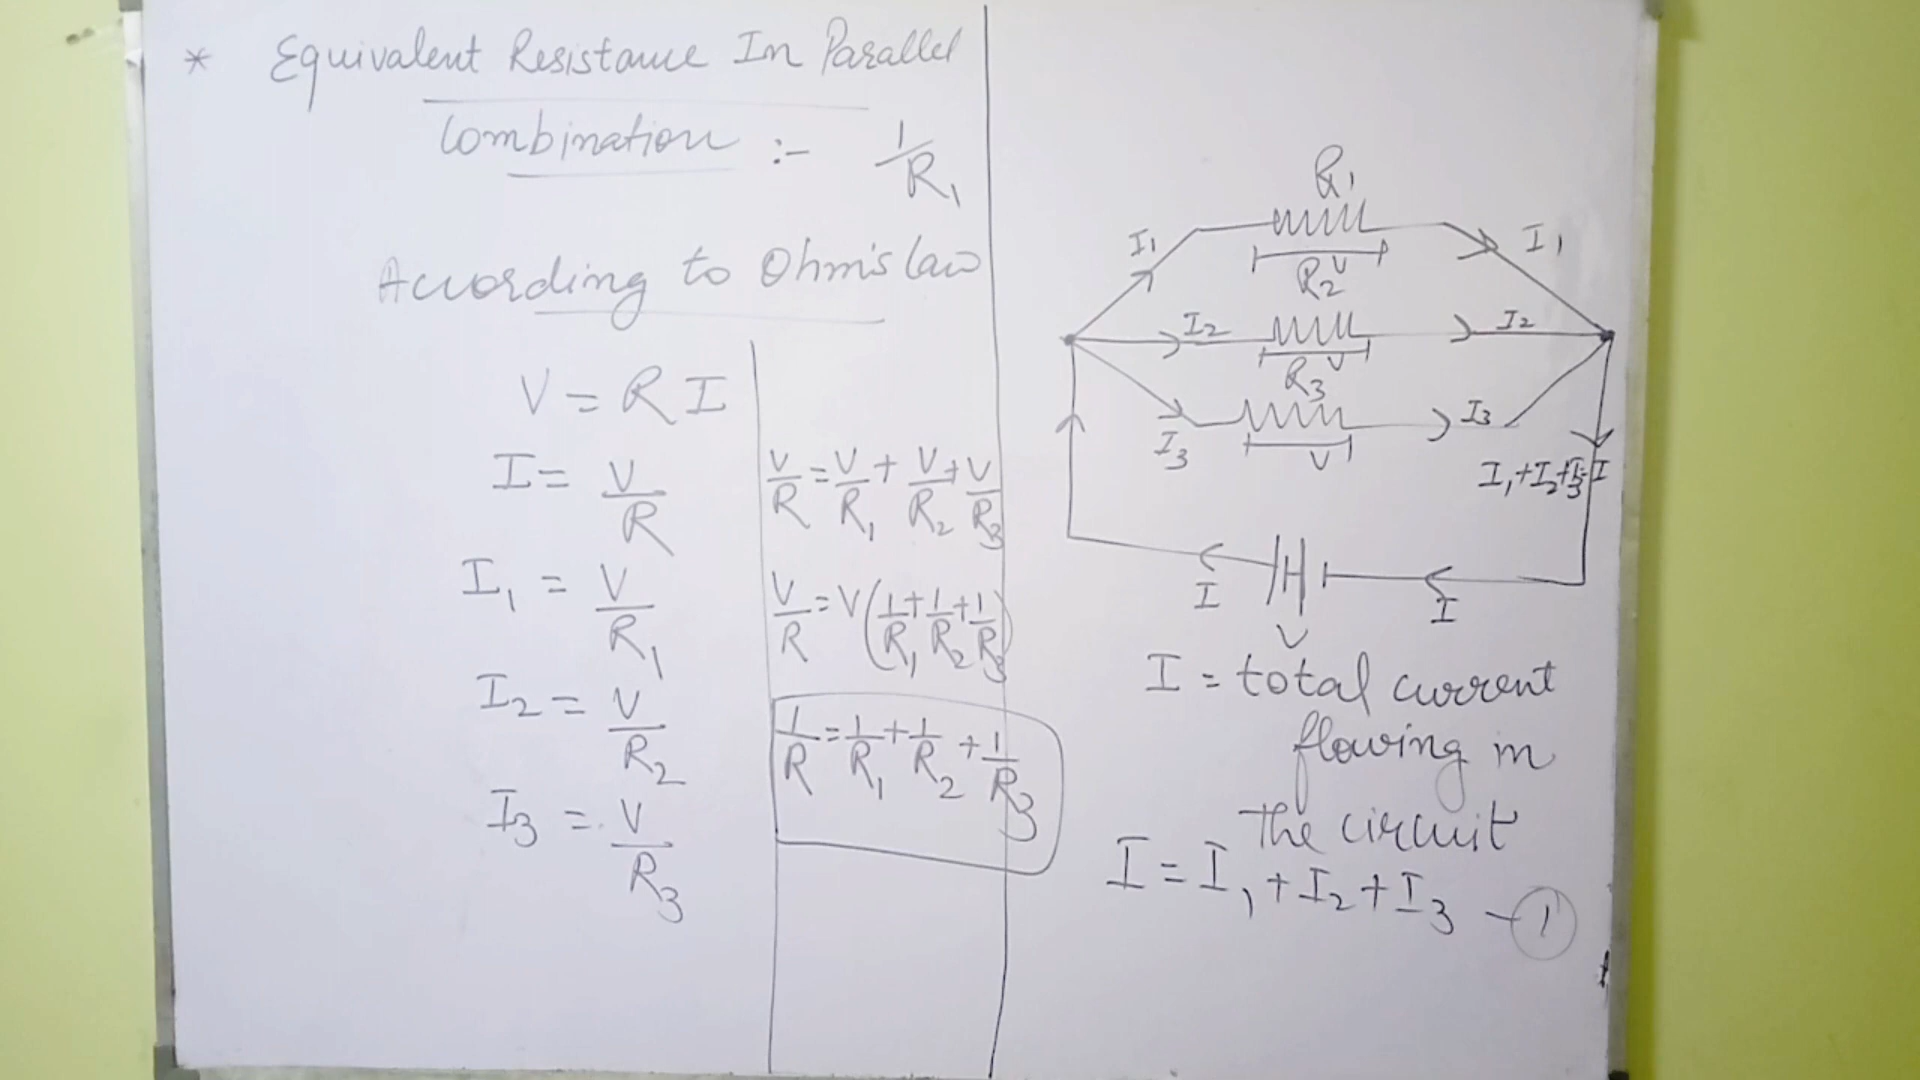 * Equivalent Resistance In Parallel
Combination :- 1/R₁
According to Ohm's law
V = R I
I = V/R
I₁ = V/R₁
I₂ = V/R₂
I₃ = V/R₃
V/R = V/R₁ + V/R₂ + V/R₃
V/R = V(1/R₁ + 1/R₂ + 1/R₃)
1/R = 1/R₁ + 1/R₂ + 1/R₃
R₁
I₁ I₁
V
R₂
I₂ I₂
V
R₃
I₃ I₃
V
I₁+I₂+I₃=I
I I
V
I = total current
flowing in
the circuit
I = I₁ + I₂ + I₃ - 1